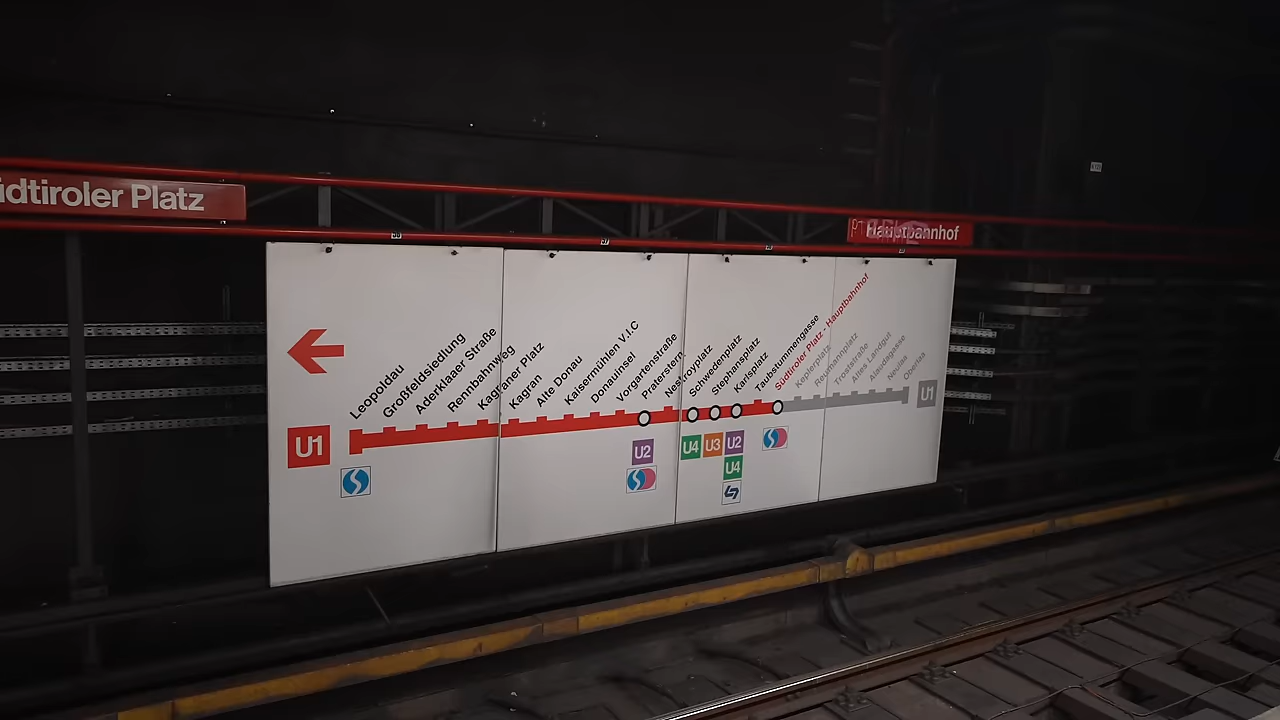 üdtiroler Platz
Hauptbahnhof
Leopoldau
Großfeldsiedlung
Aderklaaer Straße
Rennbahnweg
Kagraner Platz
Kagran
Alte Donau
Kaisermühlen V.I.C
Donauinsel
Vorgartenstraße
Praterstern
Nestroyplatz
Schwedenplatz
Stephansplatz
Karlsplatz
Taubstummengasse
Südtiroler Platz - Hauptbahnhof
Keplerplatz
Reumannplatz
Troststraße
Altes Landgut
Alaudagasse
Neulaa
Oberlaa
U1
U1
U2
U4
U3
U2
U4